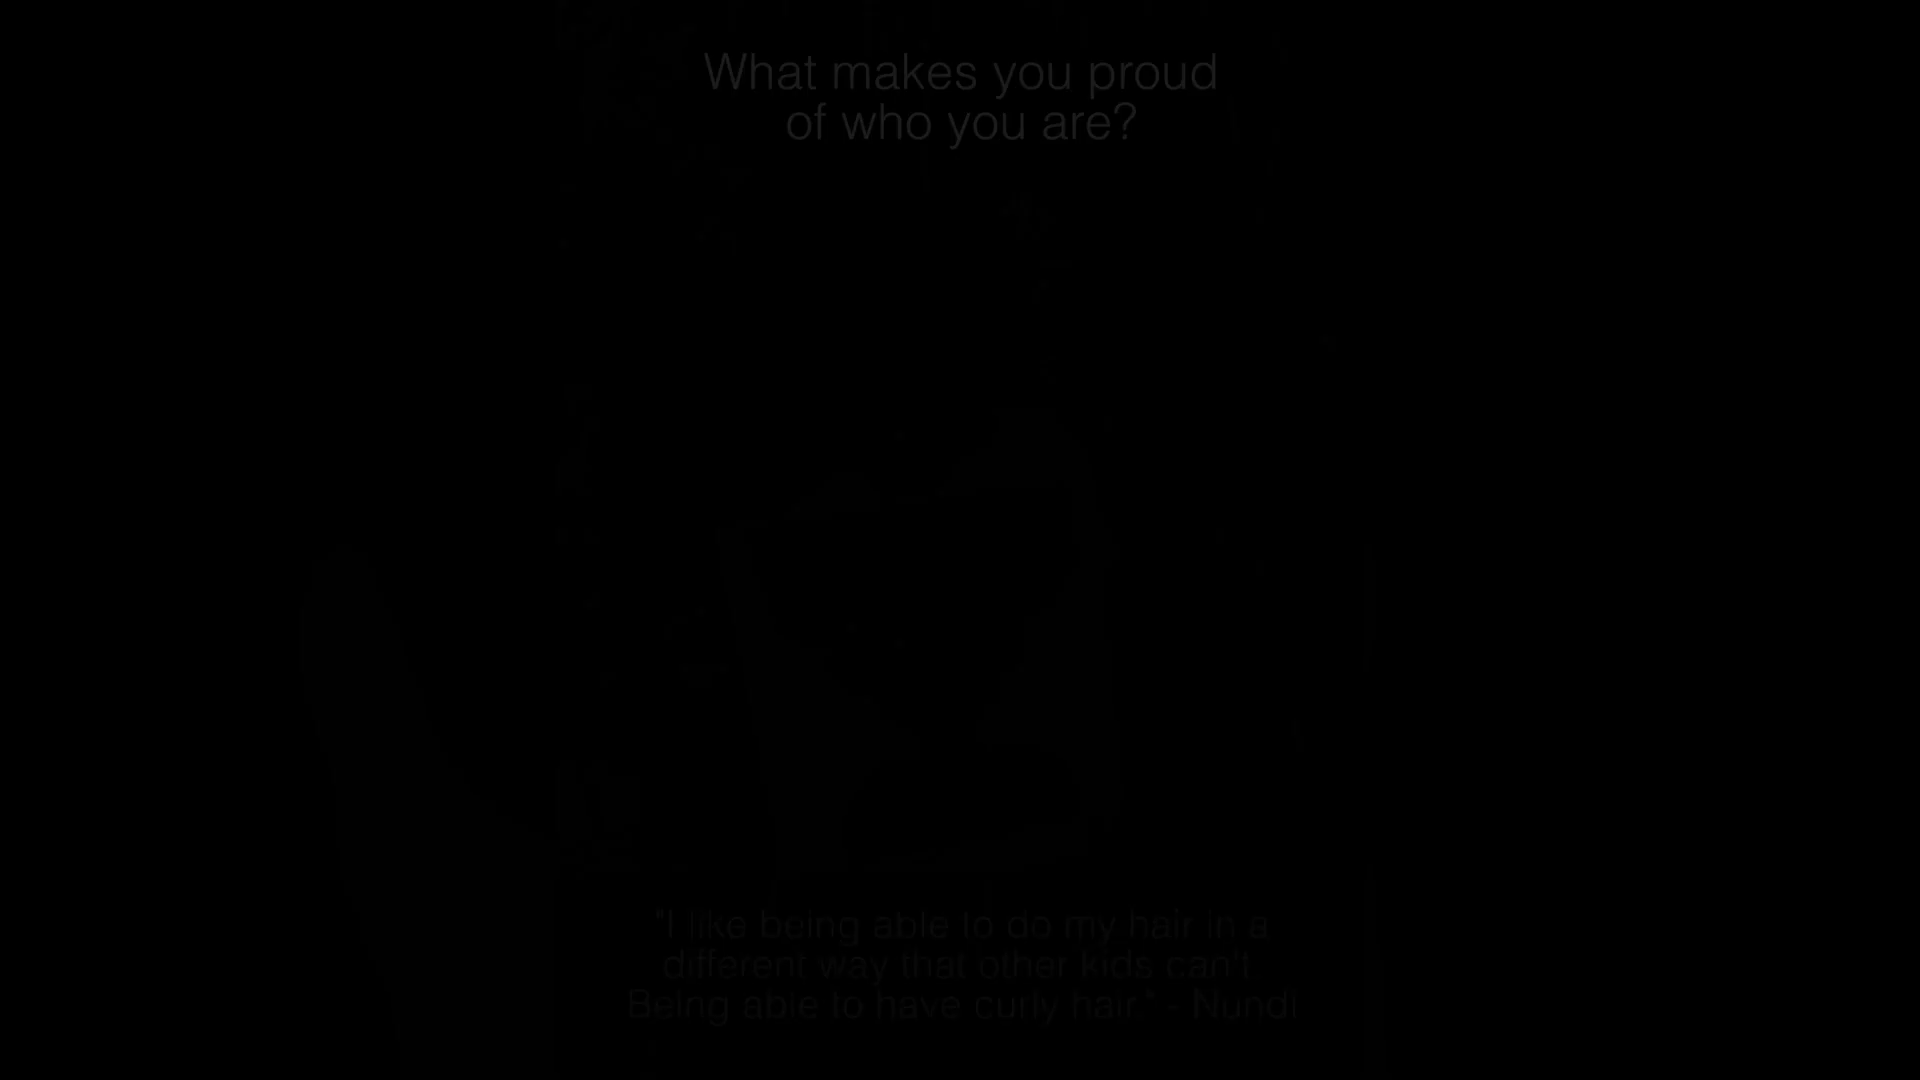 What makes you proud
of who you are?
"I like being able to do my hair in a
different way that other kids can't.
Being able to have curly hair." - Nundi